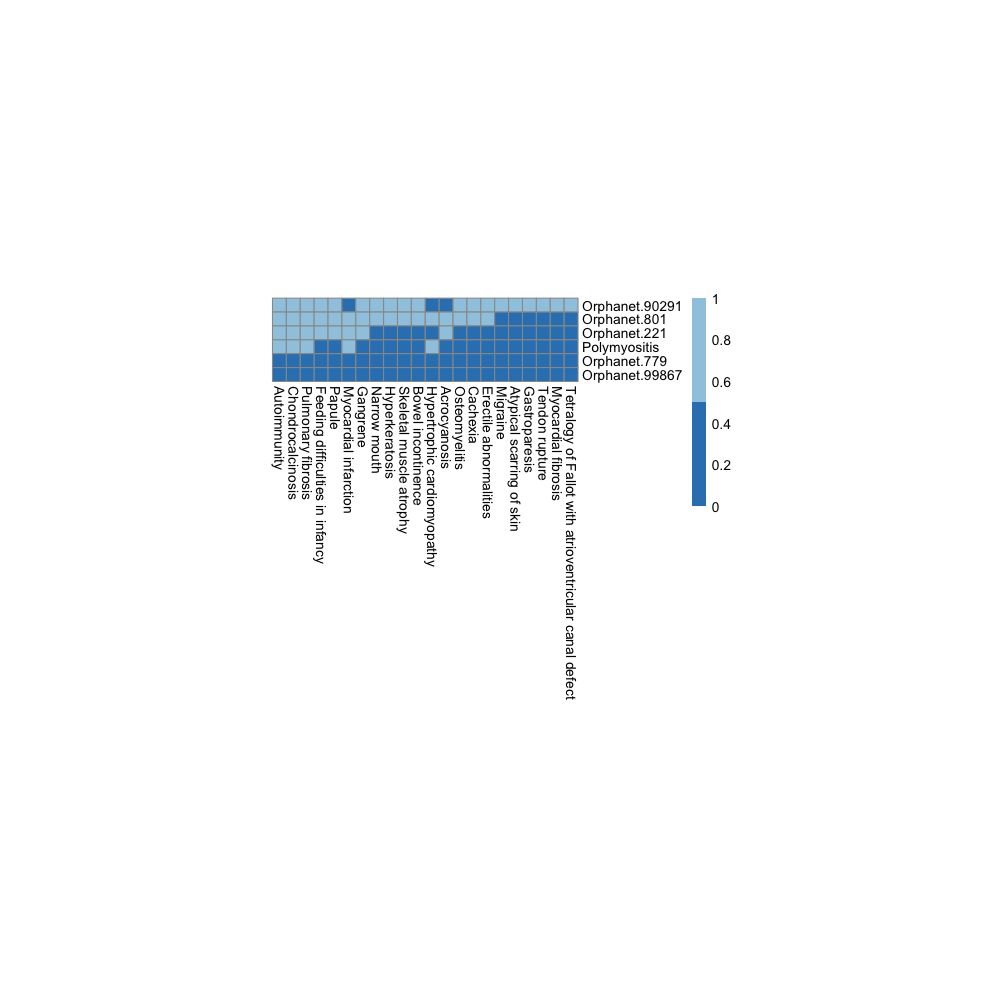 Orphanet.90291
Orphanet.801
Orphanet.221
Polymyositis
Orphanet.779
Orphanet.99867
1
0.8
0.6
0.4
0.2
0
Autoimmunity
Chondrocalcinosis
Pulmonary fibrosis
Feeding difficulties in infancy
Papule
Myocardial infarction
Gangrene
Narrow mouth
Hyperkeratosis
Skeletal muscle atrophy
Bowel incontinence
Hypertrophic cardiomyopathy
Acrocyanosis
Osteomyelitis
Cachexia
Erectile abnormalities
Migraine
Atypical scarring of skin
Gastroparesis
Tendon rupture
Myocardial fibrosis
Tetralogy of Fallot with atrioventricular canal defect